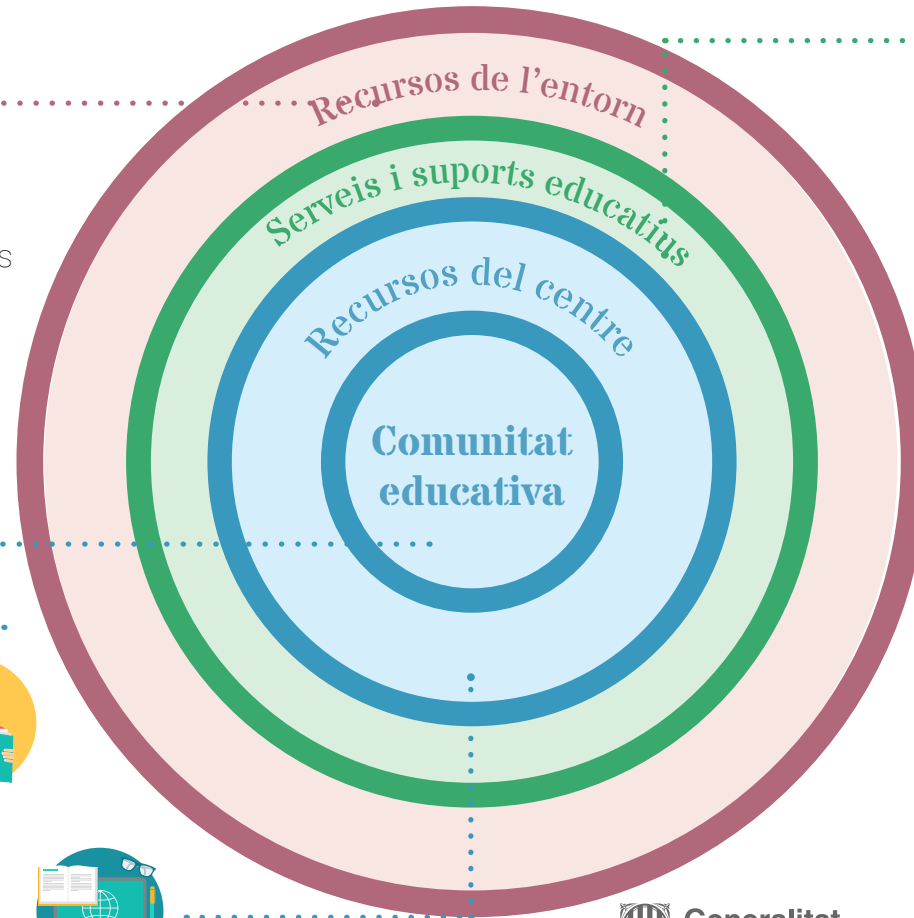 Recursos de l’entorn
Serveis i suports educatius
s
Recursos del centre
Comunitat
educativa
Generalitat